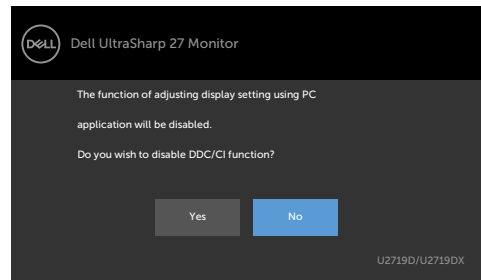 DELL
Dell UltraSharp 27 Monitor
The function of adjusting display setting using PC
application will be disabled.
Do you wish to disable DDC/CI function?
Yes
No
U2719D/U2719DX